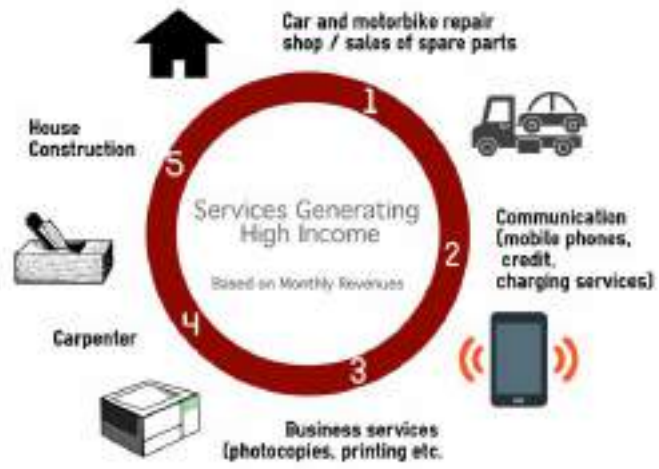 Car and motorbike repair
shop / sales of spare parts
1
House
Construction
5
Services Generating
High Income
Based on Monthly Revenues
Communication
(mobile phones,
credit,
charging services)
2
4
Carpenter
3
Business services
(photocopies, printing etc.